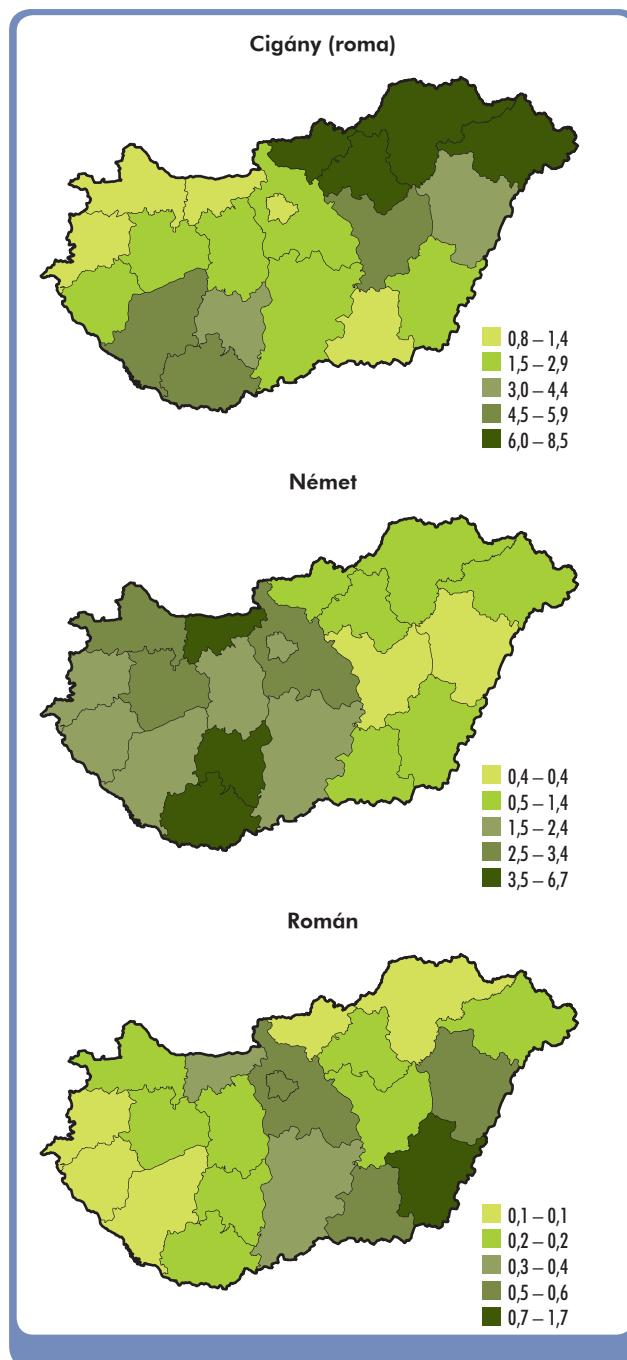 Cigány (roma)
0,8 – 1,4
1,5 – 2,9
3,0 – 4,4
4,5 – 5,9
6,0 – 8,5
Német
0,4 – 0,4
0,5 – 1,4
1,5 – 2,4
2,5 – 3,4
3,5 – 6,7
Román
0,1 – 0,1
0,2 – 0,2
0,3 – 0,4
0,5 – 0,6
0,7 – 1,7